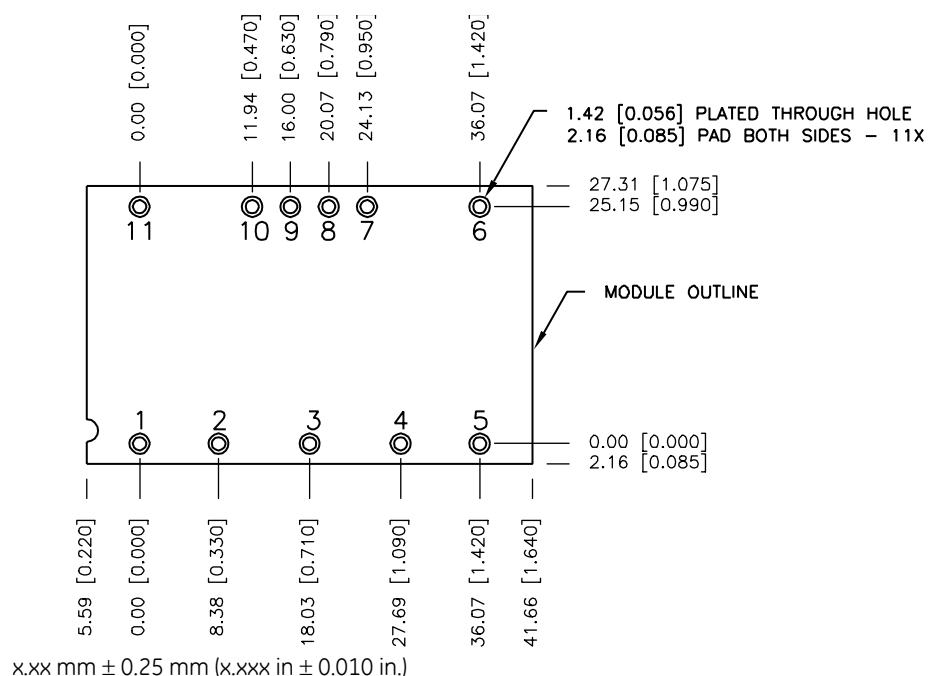 0.00 [0.000]
11.94 [0.470]
16.00 [0.630]
20.07 [0.790]
24.13 [0.950]
36.07 [1.420]
1.42 [0.056] PLATED THROUGH HOLE
2.16 [0.085] PAD BOTH SIDES - 11X
27.31 [1.075]
25.15 [0.990]
11 10 9 8 7 6
MODULE OUTLINE
1 2 3 4 5
0.00 [0.000]
2.16 [0.085]
5.59 [0.220]
0.00 [0.000]
8.38 [0.330]
18.03 [0.710]
27.69 [1.090]
36.07 [1.420]
41.66 [1.640]
x.xx mm ± 0.25 mm (x.xxx in ± 0.010 in.)